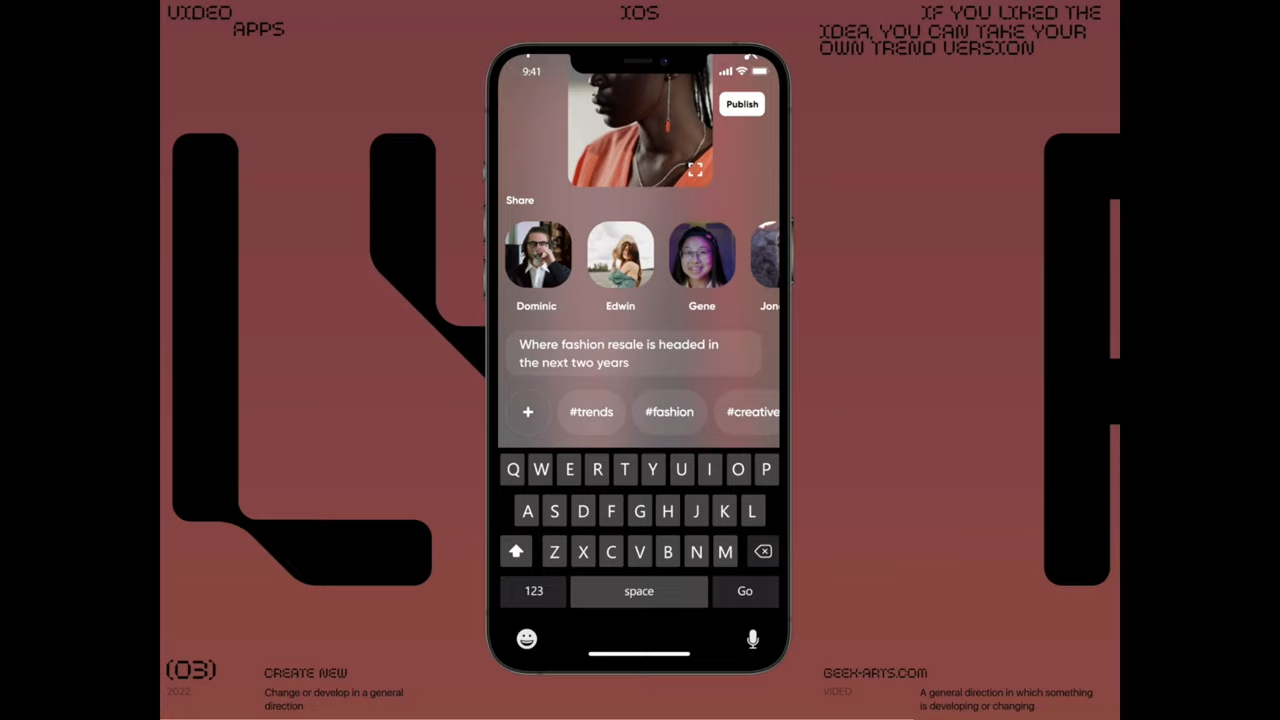 VIDEO
APPS
IOS
IF YOU LIKED THE
IDEA, YOU CAN TAKE YOUR
OWN TREND VERSION
9:41
Publish
Share
Dominic
Edwin
Gene
Jon
Where fashion resale is headed in
the next two years
+
#trends
#fashion
#creative
Q W E R T Y U I O P
A S D F G H J K L
Z X C V B N M
123
space
Go
(03)
2022
CREATE NEW
Change or develop in a general
direction
GEEX-ARTS.COM
VIDEO
A general direction in which something
is developing or changing